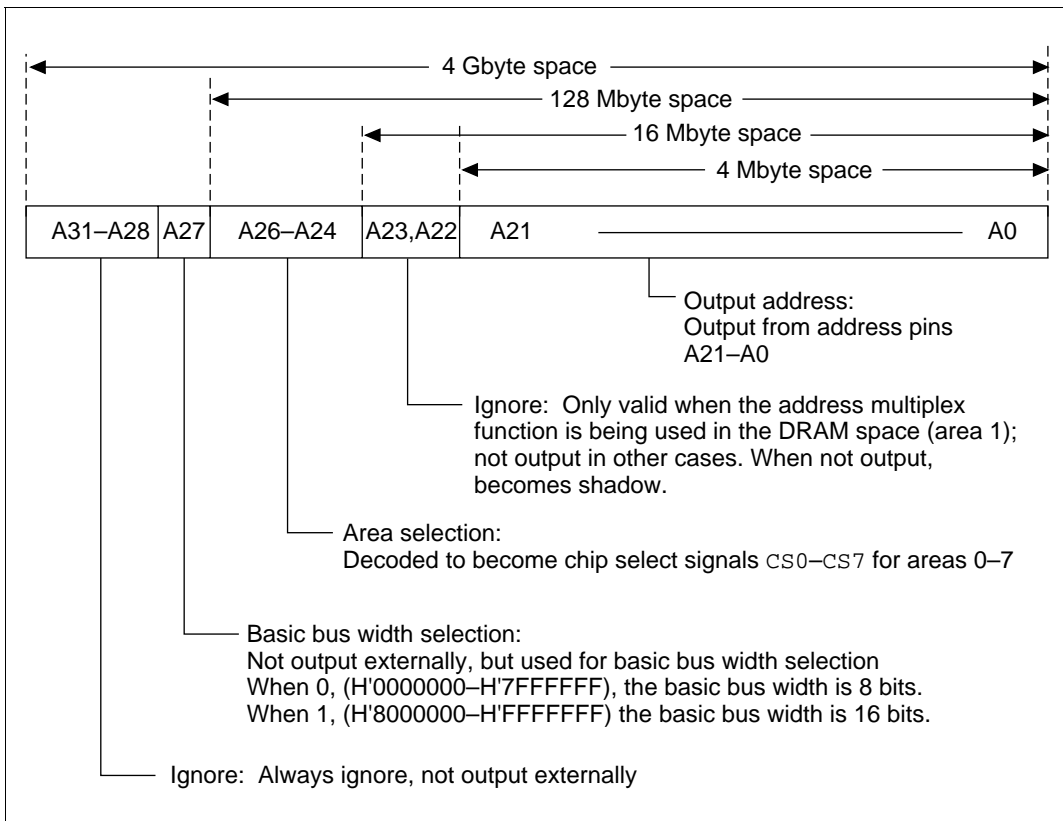 4 Gbyte space
128 Mbyte space
16 Mbyte space
4 Mbyte space
A31–A28 A27 A26–A24 A23,A22 A21 A0
Output address:
Output from address pins
A21–A0
Ignore: Only valid when the address multiplex
function is being used in the DRAM space (area 1);
not output in other cases. When not output,
becomes shadow.
Area selection:
Decoded to become chip select signals CS0–CS7 for areas 0–7
Basic bus width selection:
Not output externally, but used for basic bus width selection
When 0, (H'0000000–H'7FFFFFF), the basic bus width is 8 bits.
When 1, (H'8000000–H'FFFFFFF) the basic bus width is 16 bits.
Ignore: Always ignore, not output externally